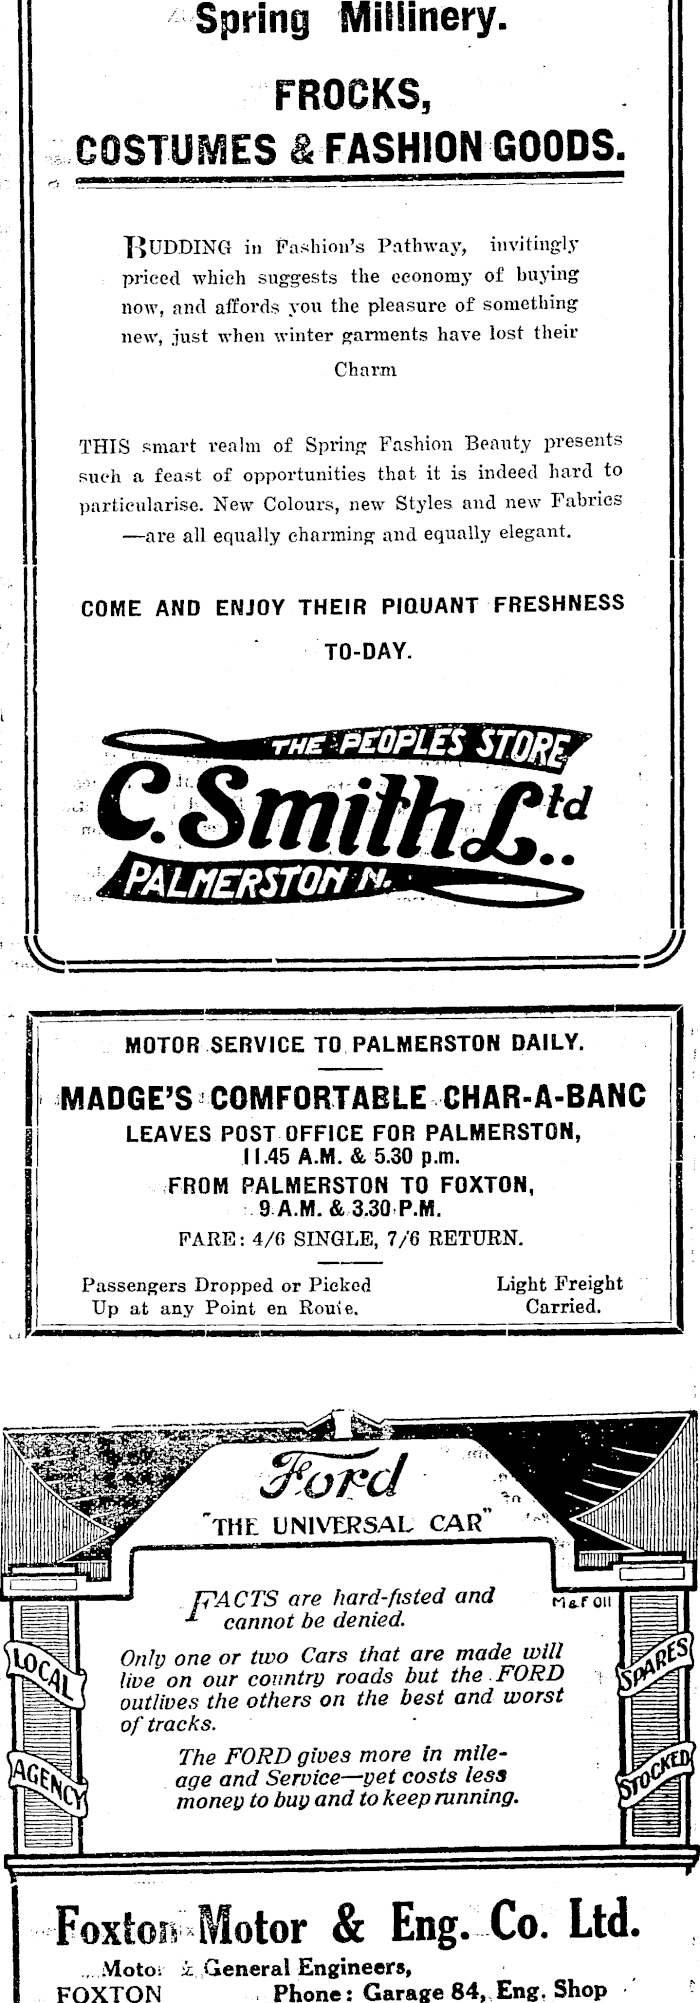 Spring Millinery.
FROCKS,
COSTUMES & FASHION GOODS.
BUDDING in Fashion's Pathway, invitingly
priced which suggests the economy of buying
now, and affords you the pleasure of something
new, just when winter garments have lost their
Charm
THIS smart realm of Spring Fashion Beauty presents
such a feast of opportunities that it is indeed hard to
particularise. New Colours, new Styles and new Fabrics
—are all equally charming and equally elegant.
COME AND ENJOY THEIR PIQUANT FRESHNESS
TO-DAY.
THE PEOPLES STORE
C. Smith Ltd..
PALMERSTON N.
MOTOR SERVICE TO PALMERSTON DAILY.
MADGE'S COMFORTABLE CHAR-A-BANC
LEAVES POST OFFICE FOR PALMERSTON,
11.45 A.M. & 5.30 p.m.
FROM PALMERSTON TO FOXTON,
9 A.M. & 3.30 P.M.
FARE: 4/6 SINGLE, 7/6 RETURN.
Passengers Dropped or Picked
Up at any Point en Route.
Light Freight
Carried.
Ford
"THE UNIVERSAL CAR"
FACTS are hard-fisted and
cannot be denied.
M & F 011
Only one or two Cars that are made will
live on our country roads but the FORD
outlives the others on the best and worst
of tracks.
The FORD gives more in mile-
age and Service—yet costs less
money to buy and to keep running.
LOCAL
AGENCY
SPARES
STOCKED
Foxton Motor & Eng. Co. Ltd.
Motor & General Engineers,
FOXTON Phone: Garage 84, Eng. Shop